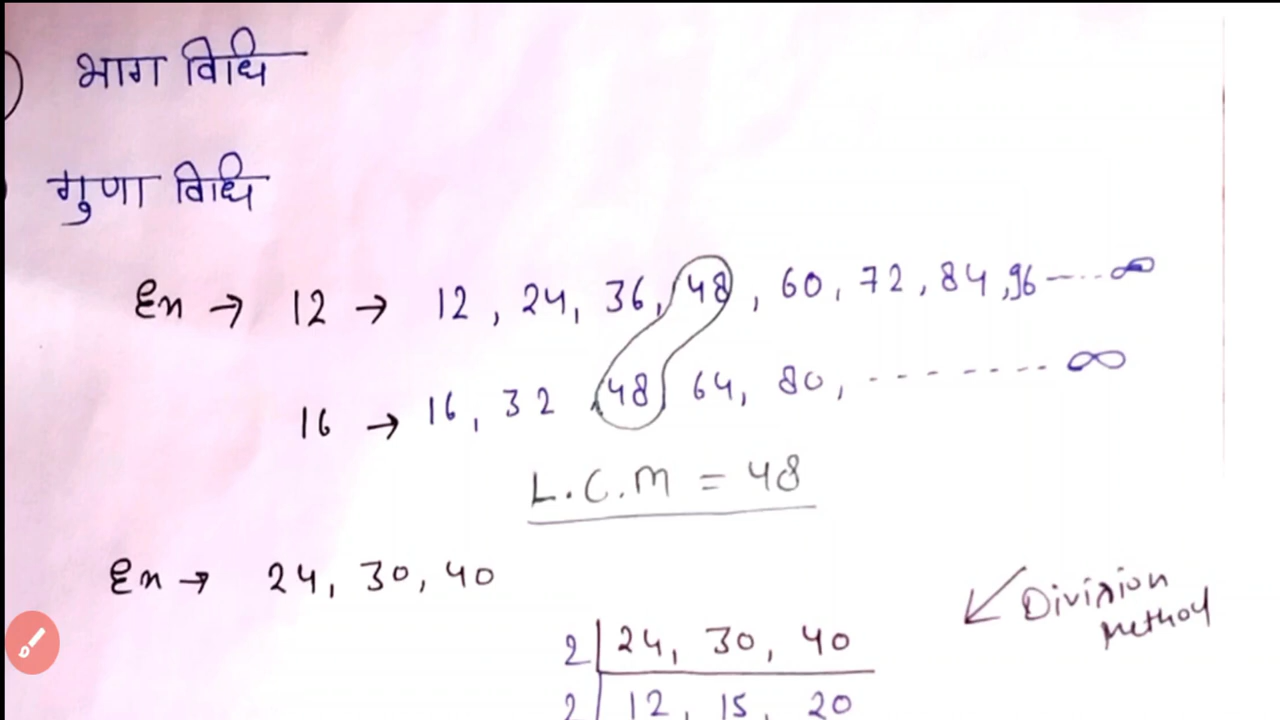 भाग विधि
गुणा विधि
Ex → 12 → 12, 24, 36, 48, 60, 72, 84, 96 -.... ∞
16 → 16, 32 48 64, 80, -------- ∞
L.C.M = 48
Ex → 24, 30, 40
Division
Method
2 | 24, 30, 40
2 | 12, 15, 20